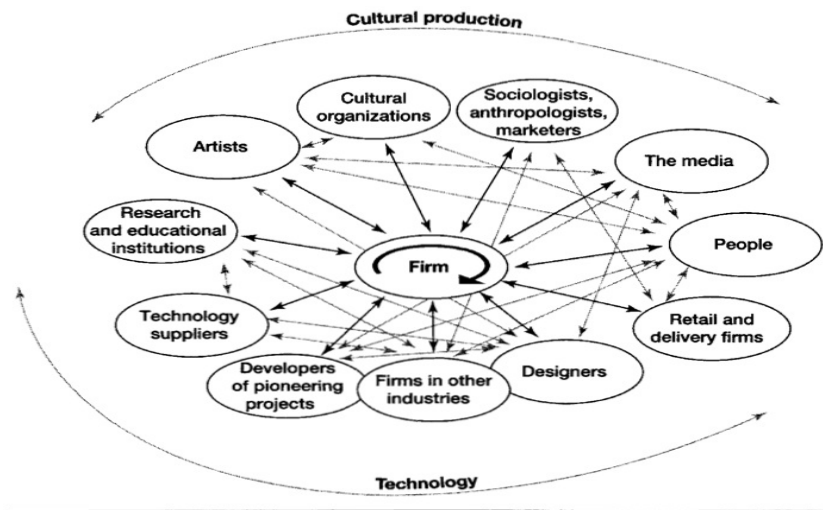 Cultural production
Cultural
organizations
Sociologists,
anthropologists,
marketers
Artists
The media
Research
and educational
institutions
People
Firm
Technology
suppliers
Retail and
delivery firms
Developers
of pioneering
projects
Firms in other
industries
Designers
Technology